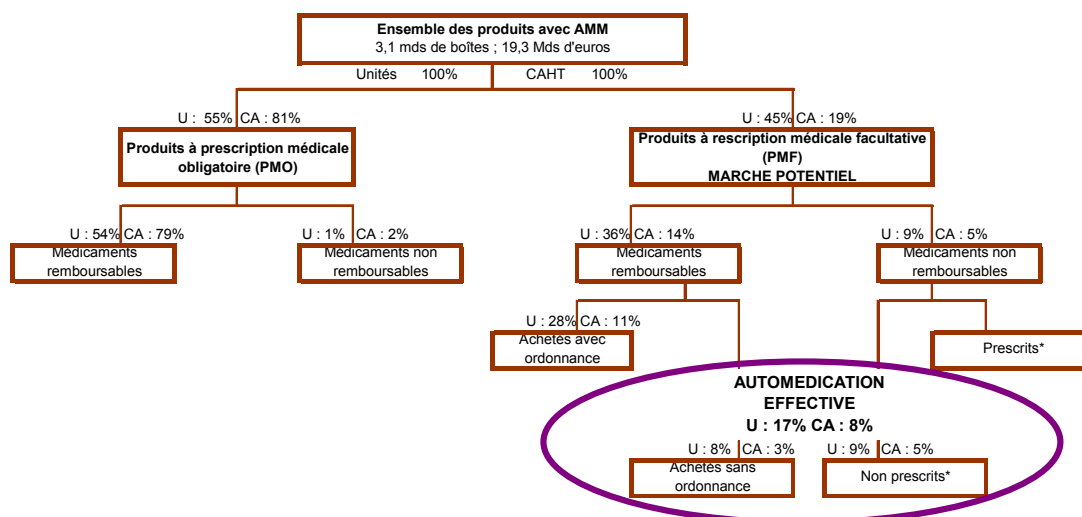 Ensemble des produits avec AMM
3,1 mds de boîtes ; 19,3 Mds d'euros
Unités 100% CAHT 100%
U : 55% CA : 81%
Produits à prescription médicale
obligatoire (PMO)
U : 45% CA : 19%
Produits à rescription médicale facultative
(PMF)
MARCHE POTENTIEL
U : 54% CA : 79%
Médicaments
remboursables
U : 1% CA : 2%
Médicaments non
remboursables
U : 36% CA : 14%
Médicaments
remboursables
U : 9% CA : 5%
Médicaments non
remboursables
U : 28% CA : 11%
Achetés avec
ordonnance
Prescrits*
AUTOMEDICATION
EFFECTIVE
U : 17% CA : 8%
U : 8% CA : 3%
Achetés sans
ordonnance
U : 9% CA : 5%
Non prescrits*